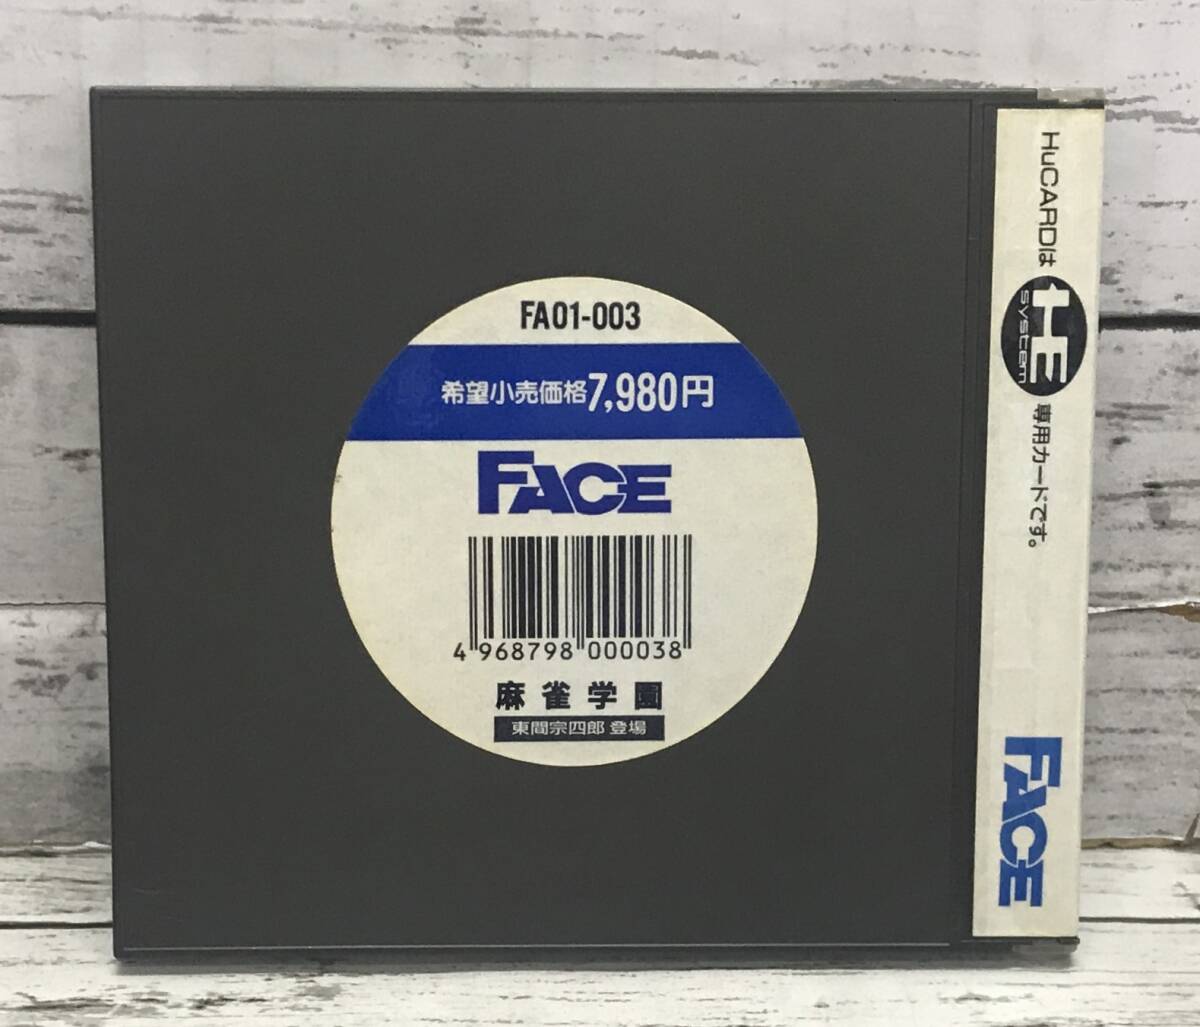 FA01-003
希望小売価格7,980円
FACE
4 968798 000038
麻雀学園
東間宗四郎 登場
HuCARDは HE system 専用カードです。
FACE